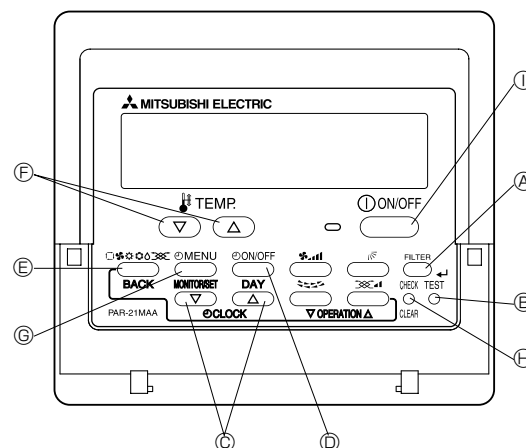 MITSUBISHI ELECTRIC
I
F
TEMP.
ON/OFF
A
E
MENU
ON/OFF
FILTER
BACK
MONITOR/SET
DAY
CHECK TEST
B
G
PAR-21MAA
CLOCK
▽ OPERATION △
CLEAR
H
C
D